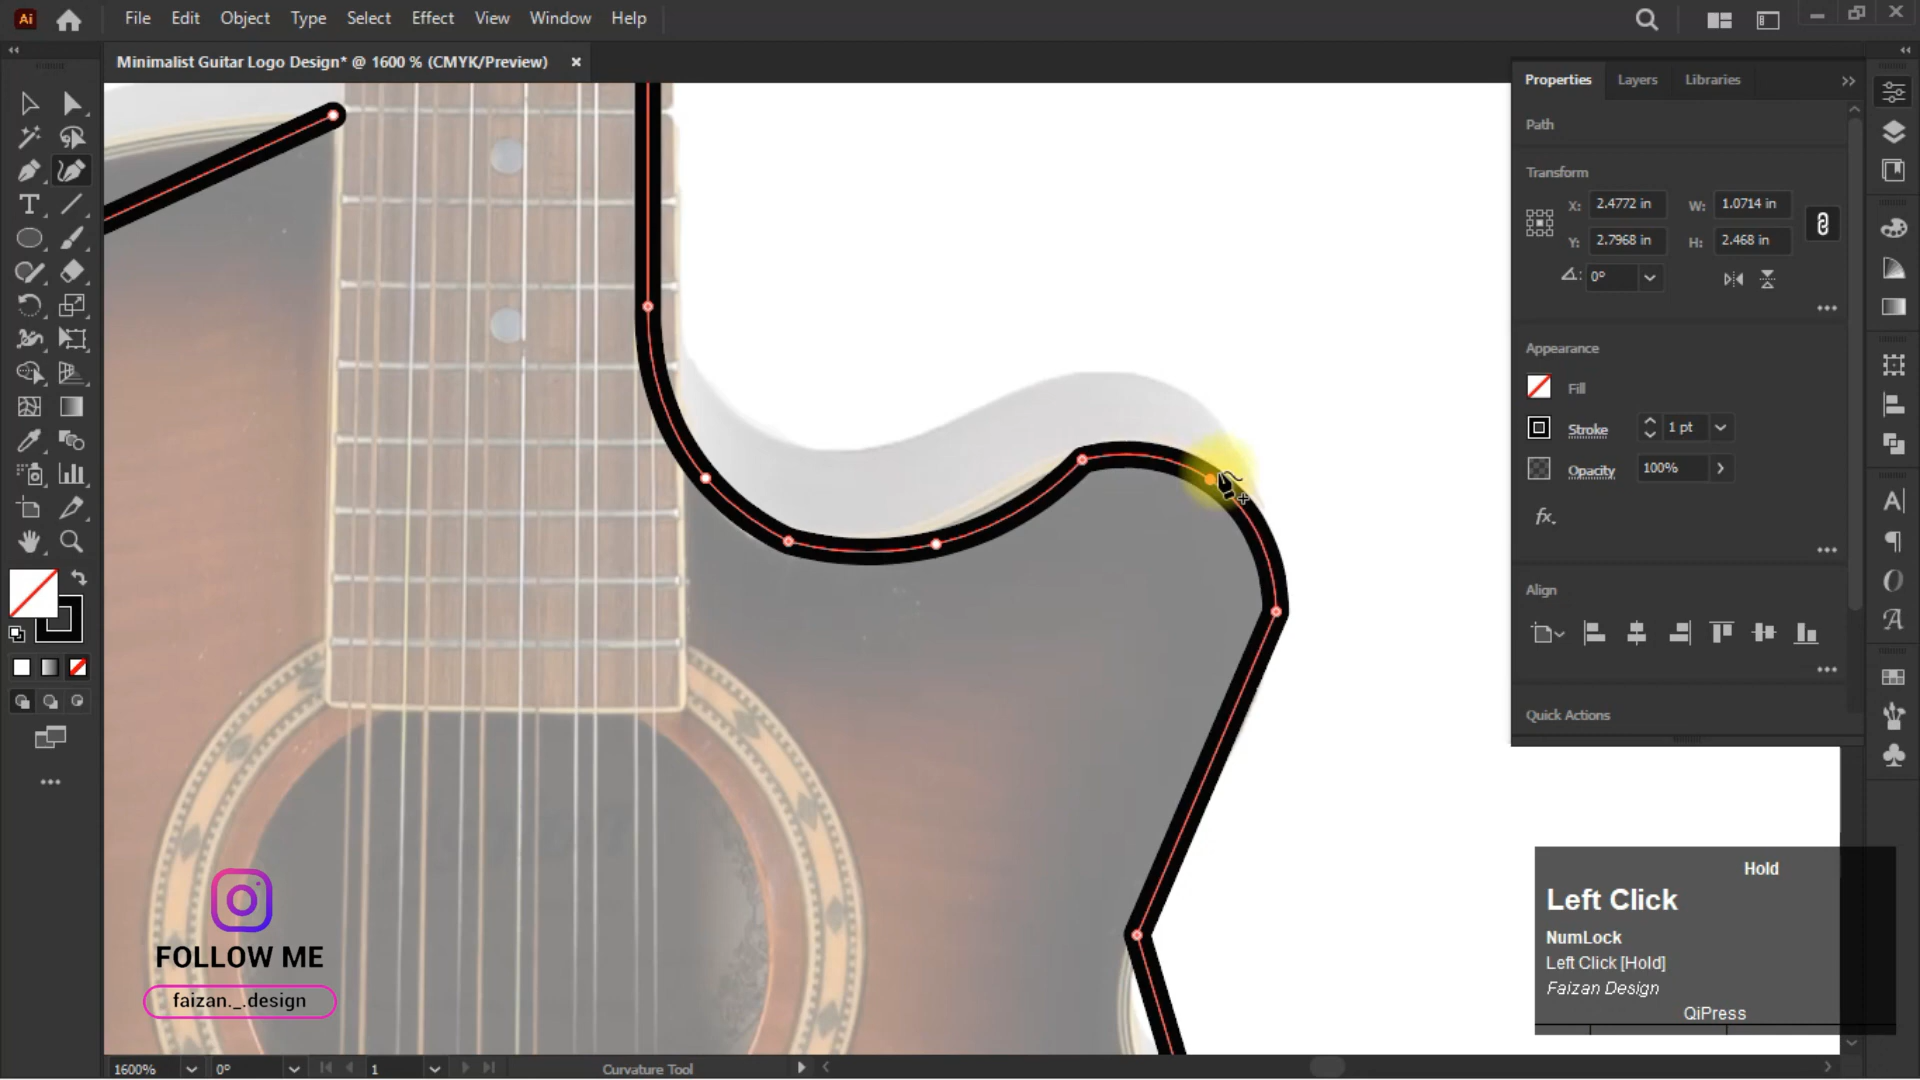 Ai
File Edit Object Type Select Effect View Window Help
Minimalist Guitar Logo Design* @ 1600 % (CMYK/Preview) ×
Properties Layers Libraries
Path
Transform
X: 2.4772 in W: 1.0714 in
Y: 2.7968 in H: 2.468 in
0°
Appearance
Fill
Stroke 1 pt
Opacity 100%
fx.
Align
Quick Actions
FOLLOW ME
faizan._.design
Hold
Left Click
NumLock
Left Click [Hold]
Faizan Design
QiPress
1600% 0° 1 Curvature Tool